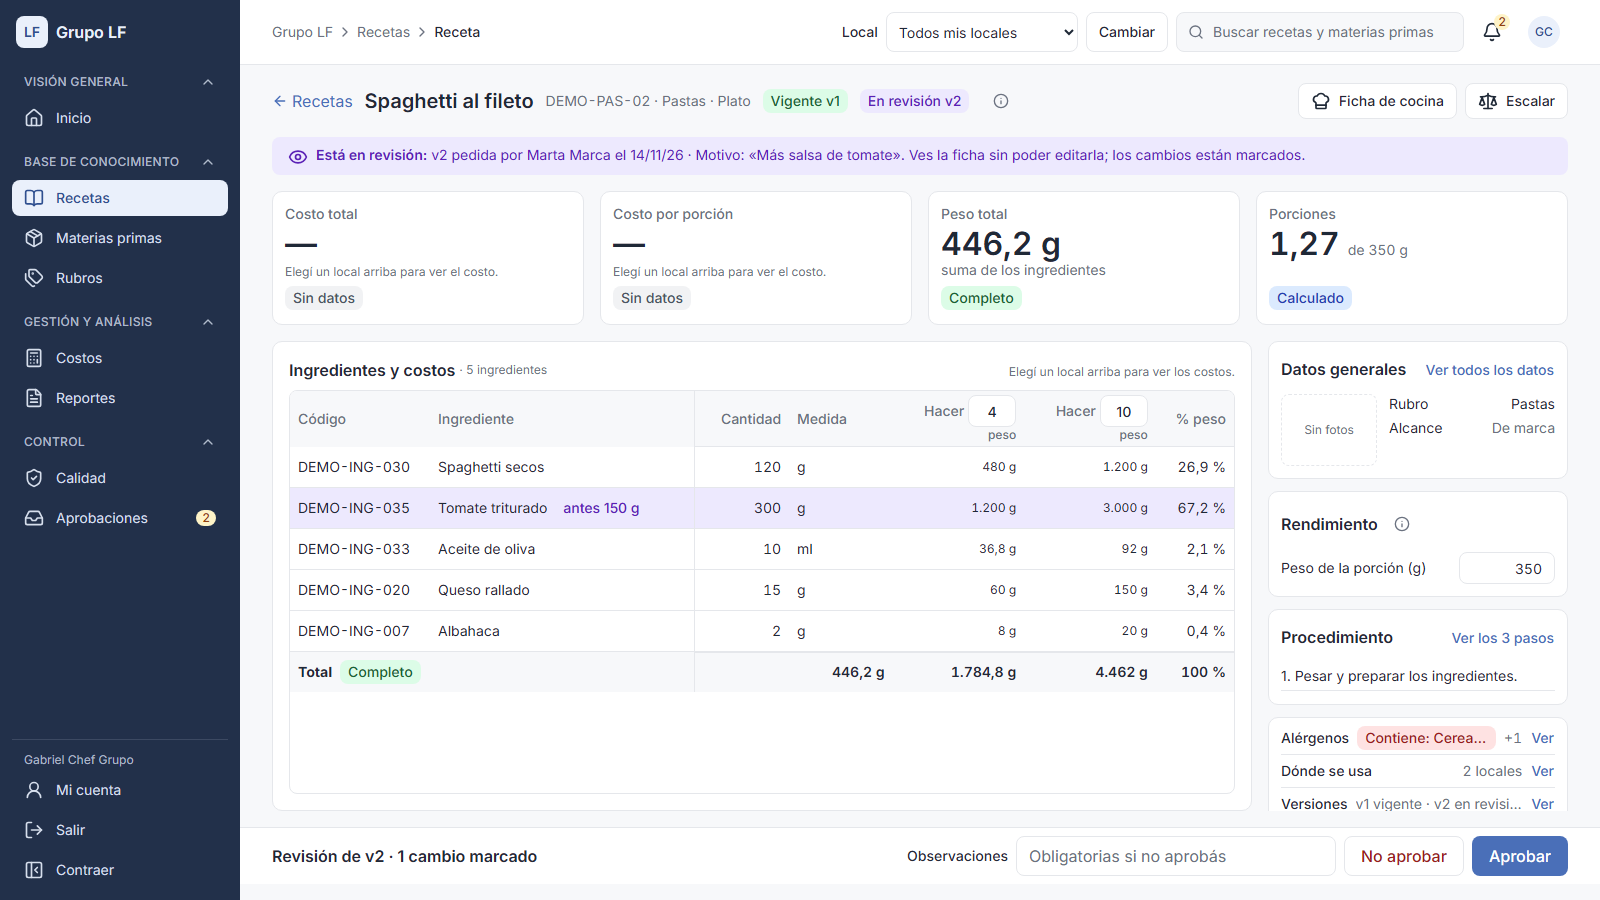 LF Grupo LF
VISIÓN GENERAL
Inicio
BASE DE CONOCIMIENTO
Recetas
Materias primas
Rubros
GESTIÓN Y ANÁLISIS
Costos
Reportes
CONTROL
Calidad
Aprobaciones 2
Gabriel Chef Grupo
Mi cuenta
Salir
Contraer
Grupo LF > Recetas > Receta
Local Todos mis locales Cambiar Buscar recetas y materias primas 2 GC
← Recetas Spaghetti al fileto DEMO-PAS-02 · Pastas · Plato Vigente v1 En revisión v2 Ficha de cocina Escalar
Está en revisión: v2 pedida por Marta Marca el 14/11/26 · Motivo: «Más salsa de tomate». Ves la ficha sin poder editarla; los cambios están marcados.
Costo total
—
Elegí un local arriba para ver el costo.
Sin datos
Costo por porción
—
Elegí un local arriba para ver el costo.
Sin datos
Peso total
446,2 g
suma de los ingredientes
Completo
Porciones
1,27 de 350 g
Calculado
Ingredientes y costos · 5 ingredientes Elegí un local arriba para ver los costos.
Código Ingrediente Cantidad Medida Hacer 4 peso Hacer 10 peso % peso
DEMO-ING-030 Spaghetti secos 120 g 480 g 1.200 g 26,9 %
DEMO-ING-035 Tomate triturado antes 150 g 300 g 1.200 g 3.000 g 67,2 %
DEMO-ING-033 Aceite de oliva 10 ml 36,8 g 92 g 2,1 %
DEMO-ING-020 Queso rallado 15 g 60 g 150 g 3,4 %
DEMO-ING-007 Albahaca 2 g 8 g 20 g 0,4 %
Total Completo 446,2 g 1.784,8 g 4.462 g 100 %
Datos generales Ver todos los datos
Sin fotos
Rubro Pastas
Alcance De marca
Rendimiento
Peso de la porción (g) 350
Procedimiento Ver los 3 pasos
1. Pesar y preparar los ingredientes.
Alérgenos Contiene: Cerea... +1 Ver
Dónde se usa 2 locales Ver
Versiones v1 vigente · v2 en revisi... Ver
Revisión de v2 · 1 cambio marcado Observaciones Obligatorias si no aprobás No aprobar Aprobar